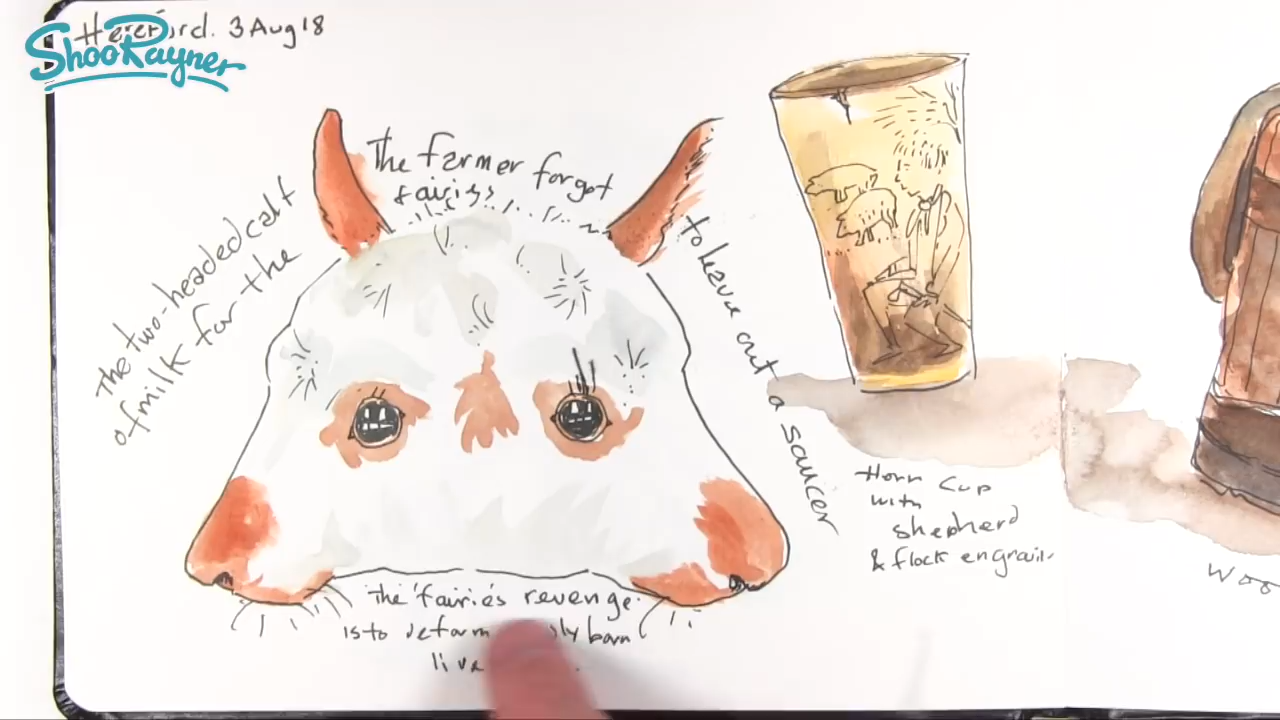 Hereford. 3 Aug 18
ShooRayner
The two-headed calf
The farmer forgot
to leave out a saucer
of milk for the
fairies
The fairie's revenge
is to deform
born
Horn Cup
with
shepherd
& flock
Woo